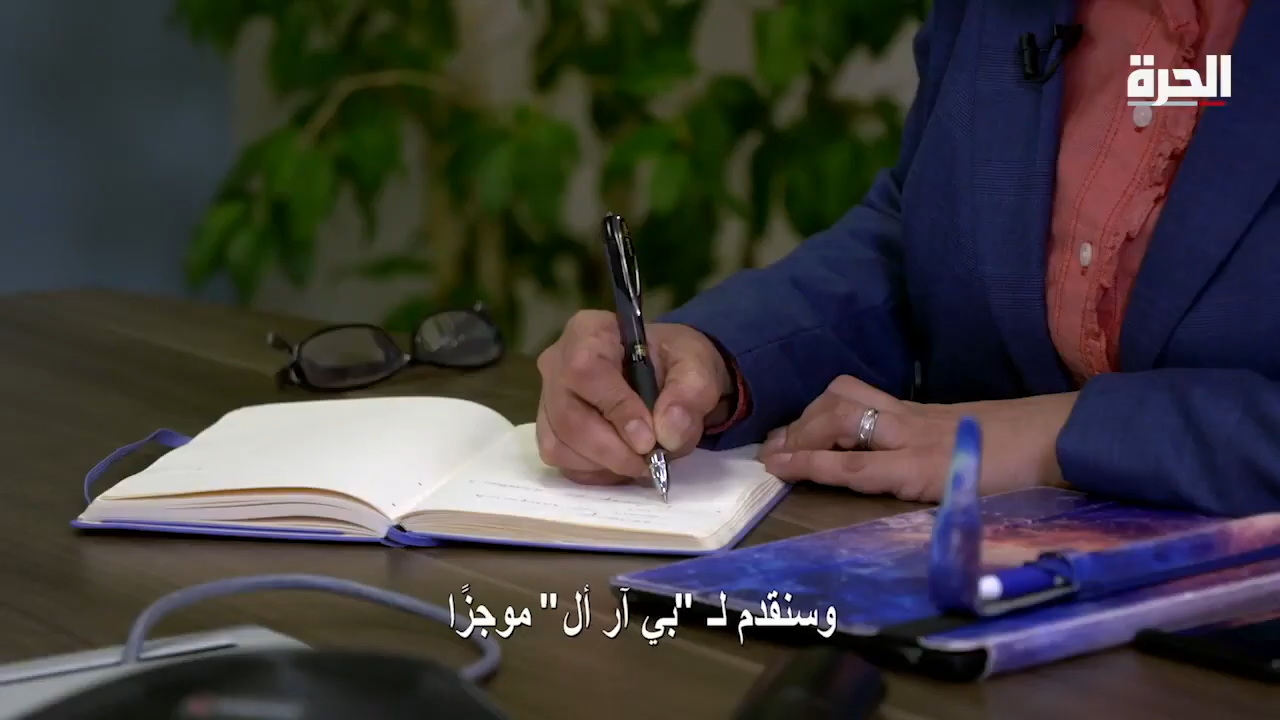 الحرة
وسنقدم لـ "بي آر أل" موجزًا